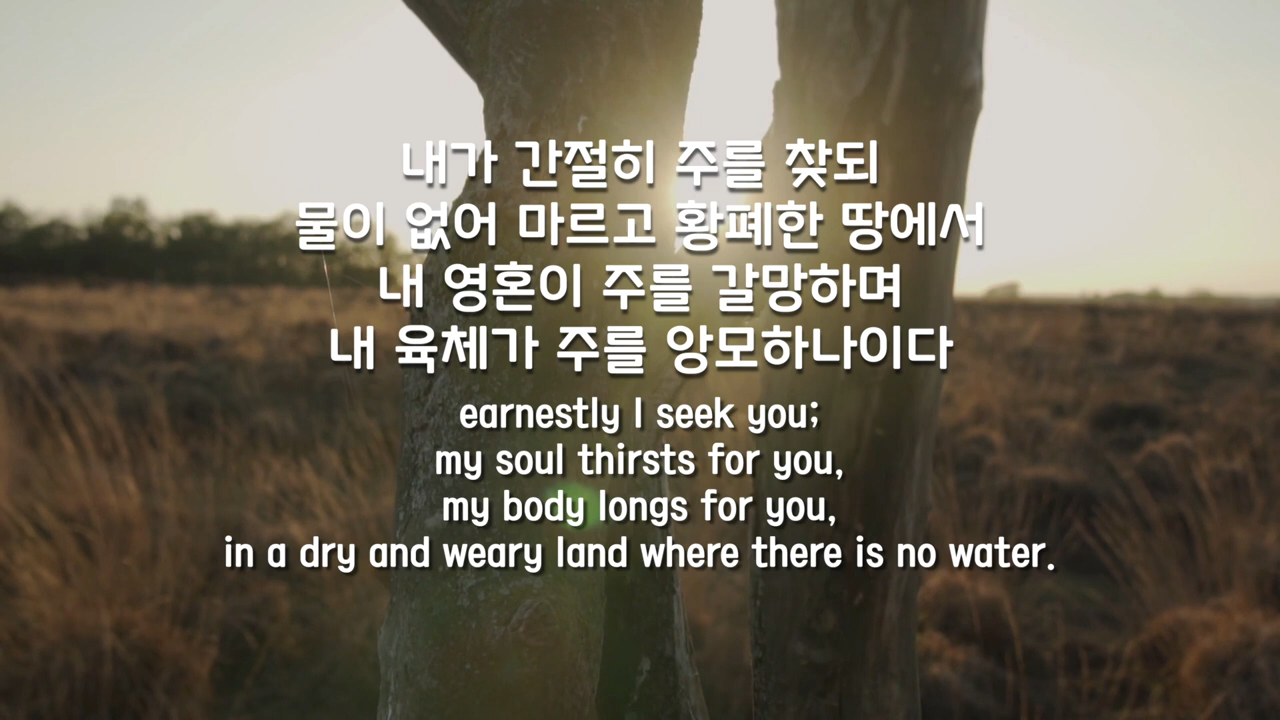 내가 간절히 주를 찾되
물이 없어 마르고 황폐한 땅에서
내 영혼이 주를 갈망하며
내 육체가 주를 앙모하나이다
earnestly I seek you;
my soul thirsts for you,
my body longs for you,
in a dry and weary land where there is no water.